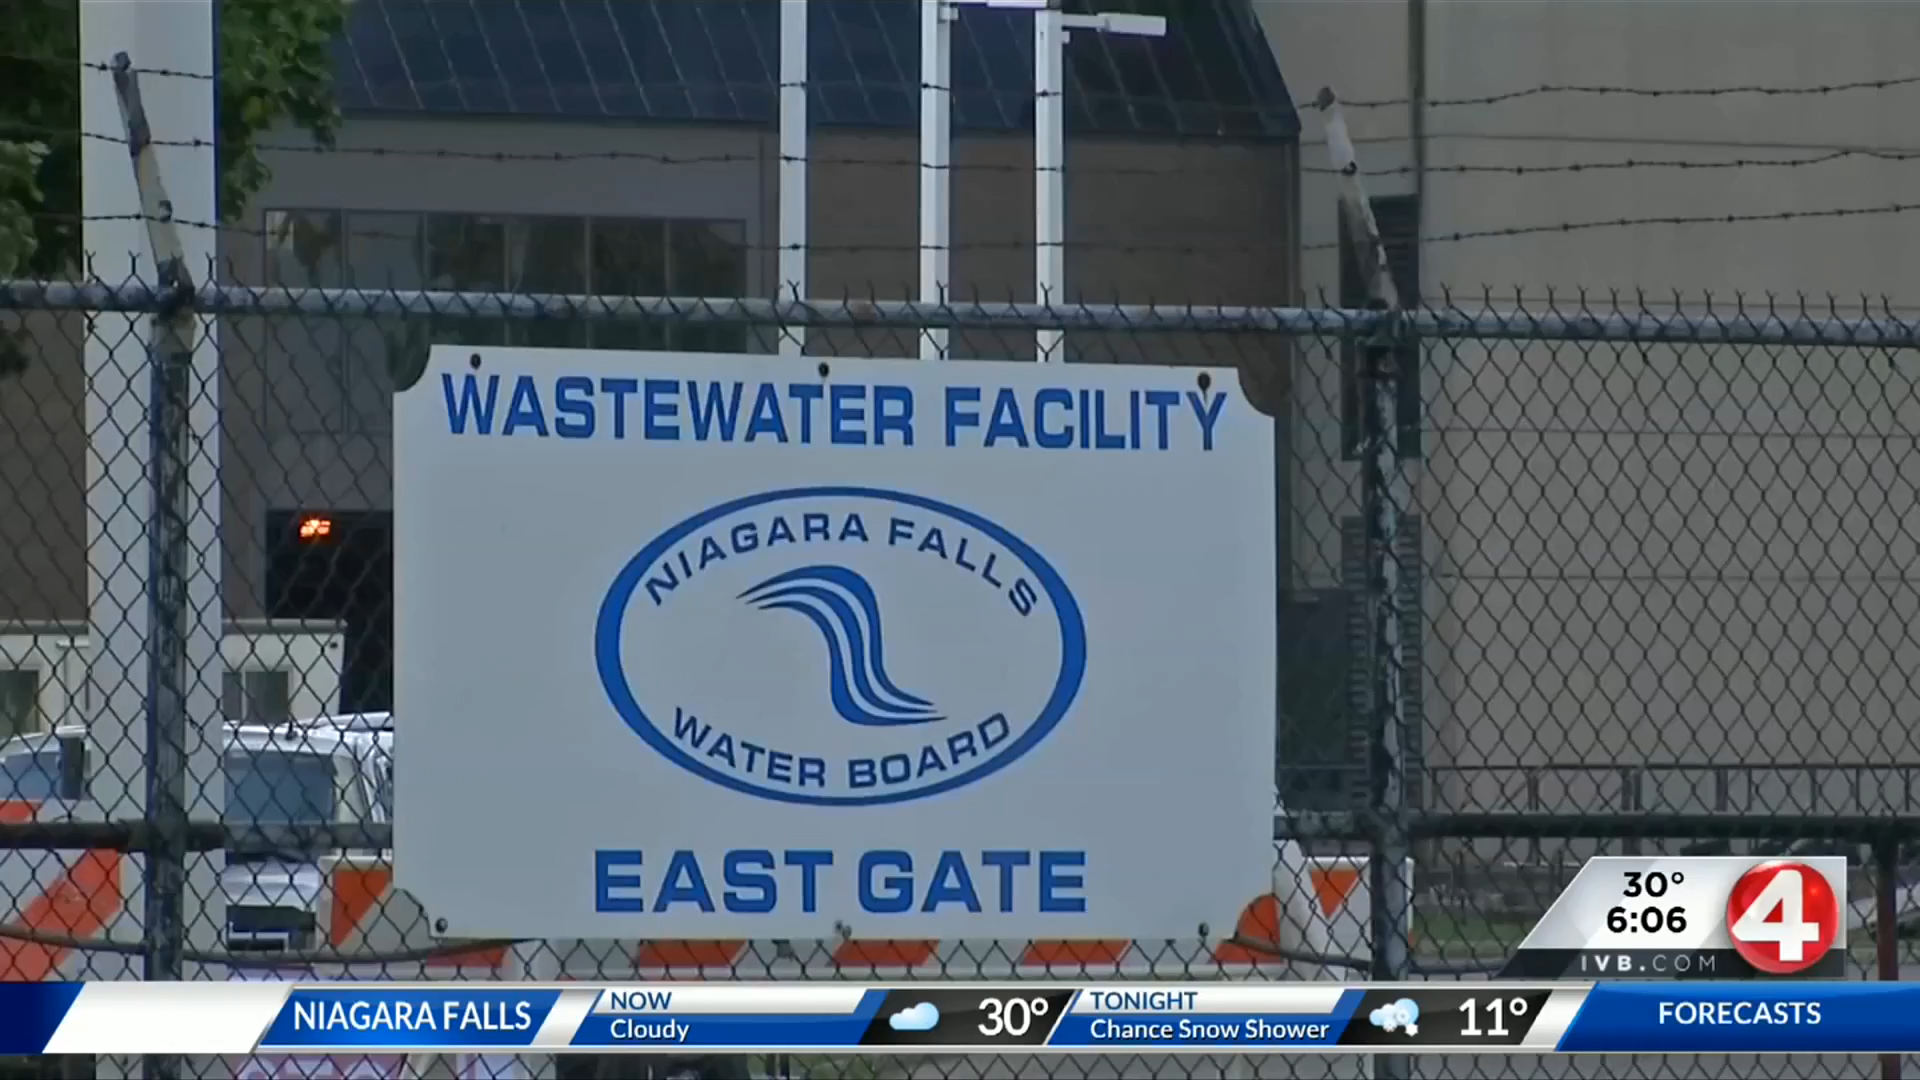 WASTEWATER FACILITY
NIAGARA FALLS
WATER BOARD
EAST GATE
30°
6:06
4
IVB.COM
NIAGARA FALLS
NOW
Cloudy
30°
TONIGHT
Chance Snow Shower
11°
FORECASTS